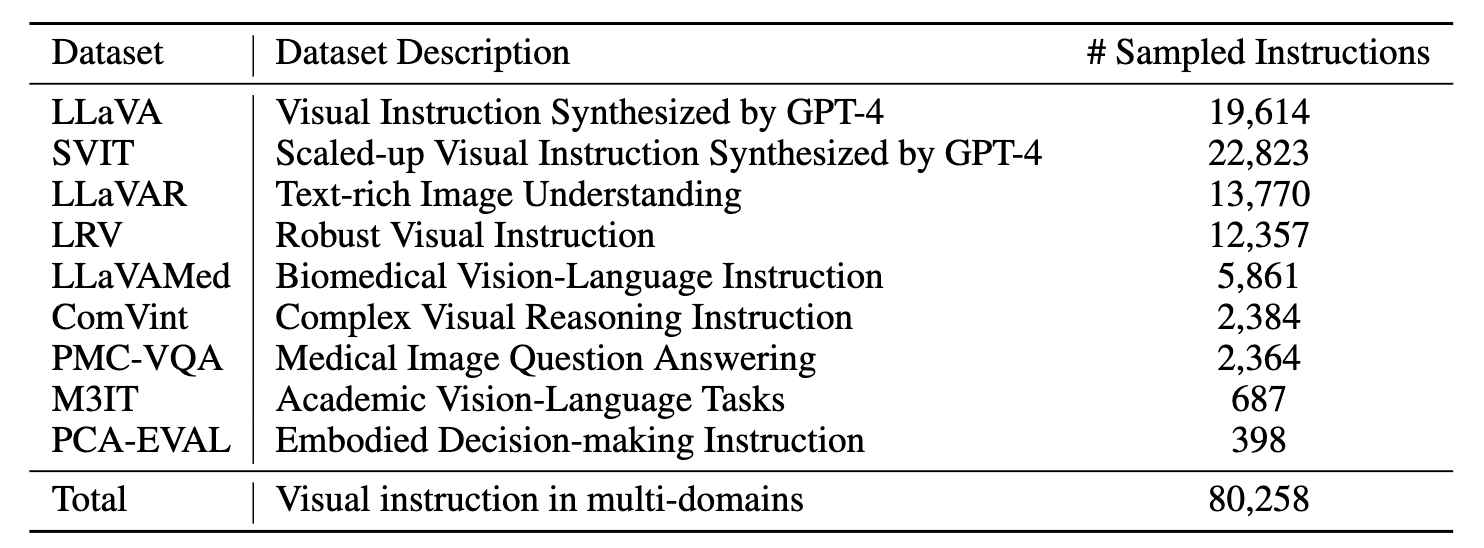 Dataset Dataset Description # Sampled Instructions
LLaVA Visual Instruction Synthesized by GPT-4 19,614
SVIT Scaled-up Visual Instruction Synthesized by GPT-4 22,823
LLaVAR Text-rich Image Understanding 13,770
LRV Robust Visual Instruction 12,357
LLaVAMed Biomedical Vision-Language Instruction 5,861
ComVint Complex Visual Reasoning Instruction 2,384
PMC-VQA Medical Image Question Answering 2,364
M3IT Academic Vision-Language Tasks 687
PCA-EVAL Embodied Decision-making Instruction 398
Total Visual instruction in multi-domains 80,258